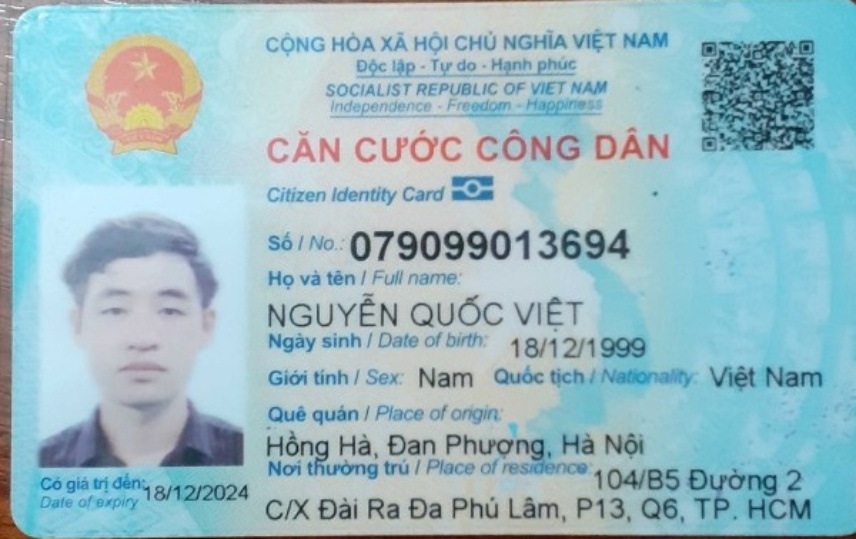 CỘNG HÒA XÃ HỘI CHỦ NGHĨA VIỆT NAM
Độc lập - Tự do - Hạnh phúc
SOCIALIST REPUBLIC OF VIET NAM
Independence - Freedom - Happiness
CĂN CƯỚC CÔNG DÂN
Citizen Identity Card
Số / No.: 079099013694
Họ và tên / Full name:
NGUYỄN QUỐC VIỆT
Ngày sinh / Date of birth: 18/12/1999
Giới tính / Sex: Nam Quốc tịch / Nationality: Việt Nam
Quê quán / Place of origin:
Hồng Hà, Đan Phượng, Hà Nội
Nơi thường trú / Place of residence: 104/B5 Đường 2
C/X Đài Ra Đa Phú Lâm, P13, Q6, TP. HCM
Có giá trị đến: 18/12/2024
Date of expiry